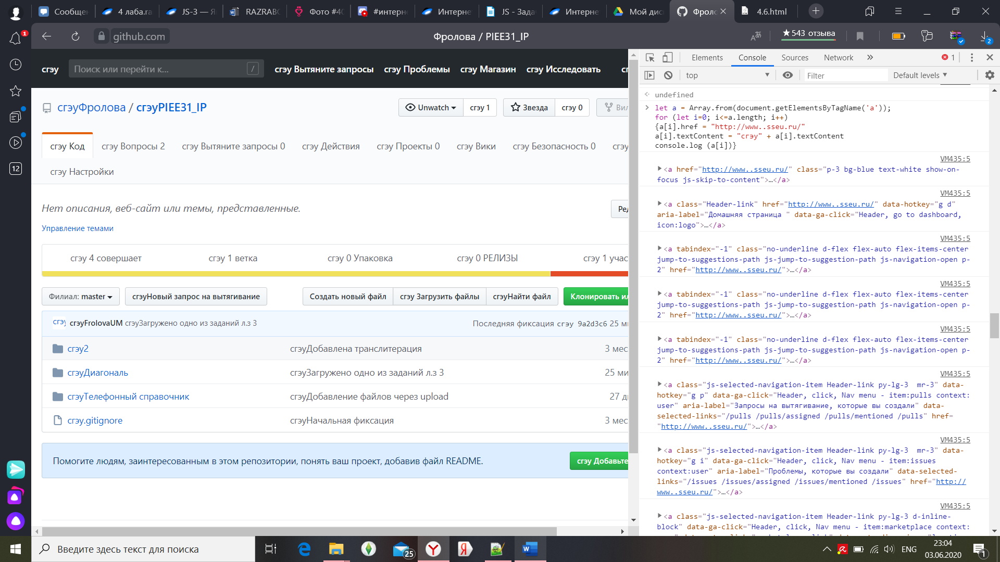 Сообщен
4 лаба.ra
JS-3 — Я
RAZRABO
Фото #40
#интерн
Интерне
JS - Зада
Интерне
Мой дис
Фроло
4.6.html
github.com
Фролова / PIEE31_IP
★543 отзыва
1
2
12
сгэу
Поиск или перейти к...
/
сгэу Вытяните запросы
сгэу Проблемы
сгэу Магазин
сгэу Исследовать
сг
сгэуФролова / сгэуPIEE31_IP
Unwatch
сгэу 1
Звезда
сгэу 0
Вил
сгэу Код
сгэу Вопросы 2
сгэу Вытяните запросы 0
сгэу Действия
сгэу Проекты 0
сгэу Вики
сгэу Безопасность 0
сгэу
сгэу Настройки
Нет описания, веб-сайт или темы, представленные.
Ред
Управление темами
сгэу 4 совершает
сгэу 1 ветка
сгэу 0 Упаковка
сгэу 0 РЕЛИЗЫ
сгэу 1 учас
Филиал: master
сгэуНовый запрос на вытягивание
Создать новый файл
сгэу Загрузить файлы
сгэуНайти файл
Клонировать ил
сгэу
сгэуFrolovaUM сгэуЗагружено одно из заданий л.з 3
Последняя фиксация сгэу 9a2d3c6 25 ми
сгэу2
сгэуДобавлена транслитерация
3 мес
сгэуДиагональ
сгэуЗагружено одно из заданий л.з 3
25 ми
сгэуТелефонный справочник
сгэуДобавление файлов через upload
27 д
сгэу.gitignore
сгэуНачальная фиксация
3 мес
Помогите людям, заинтересованным в этом репозитории, понять ваш проект, добавив файл README.
сгэу Добавьте
Elements
Console
Sources
Network
»
1
top
Filter
Default levels
undefined
let a = Array.from(document.getElementsByTagName('a'));
for (let i=0; i<=a.length; i++)
{a[i].href = "http://www..sseu.ru/"
a[i].textContent = "сгэу" + a[i].textContent
console.log (a[i])}
VM435:5
<a href="http://www..sseu.ru/" class="p-3 bg-blue text-white show-on-
focus js-skip-to-content">…</a>
VM435:5
<a class="Header-link" href="http://www..sseu.ru/" data-hotkey="g d"
aria-label="Домашняя страница " data-ga-click="Header, go to dashboard,
icon:logo">…</a>
VM435:5
<a tabindex="-1" class="no-underline d-flex flex-auto flex-items-center
jump-to-suggestions-path js-jump-to-suggestion-path js-navigation-open p-
2" href="http://www..sseu.ru/">…</a>
VM435:5
<a tabindex="-1" class="no-underline d-flex flex-auto flex-items-center
jump-to-suggestions-path js-jump-to-suggestion-path js-navigation-open p-
2" href="http://www..sseu.ru/">…</a>
VM435:5
<a tabindex="-1" class="no-underline d-flex flex-auto flex-items-center
jump-to-suggestions-path js-jump-to-suggestion-path js-navigation-open p-
2" href="http://www..sseu.ru/">…</a>
VM435:5
<a class="js-selected-navigation-item Header-link py-lg-3  mr-3" data-
hotkey="g p" data-ga-click="Header, click, Nav menu - item:pulls context:
user" aria-label="Запросы на вытягивание, которые вы создали" data-
selected-links="/pulls /pulls/assigned /pulls/mentioned /pulls" href=
"http://www..sseu.ru/">…</a>
VM435:5
<a class="js-selected-navigation-item Header-link py-lg-3  mr-3" data-
hotkey="g i" data-ga-click="Header, click, Nav menu - item:issues
context:user" aria-label="Проблемы, которые вы создали" data-selected-
links="/issues /issues/assigned /issues/mentioned /issues" href="http://
www..sseu.ru/">…</a>
VM435:5
<a class="js-selected-navigation-item Header-link py-lg-3 d-inline-
block" data-ga-click="Header, click, Nav menu - item:marketplace context:
Введите здесь текст для поиска
25
ENG
23:04
03.06.2020
1